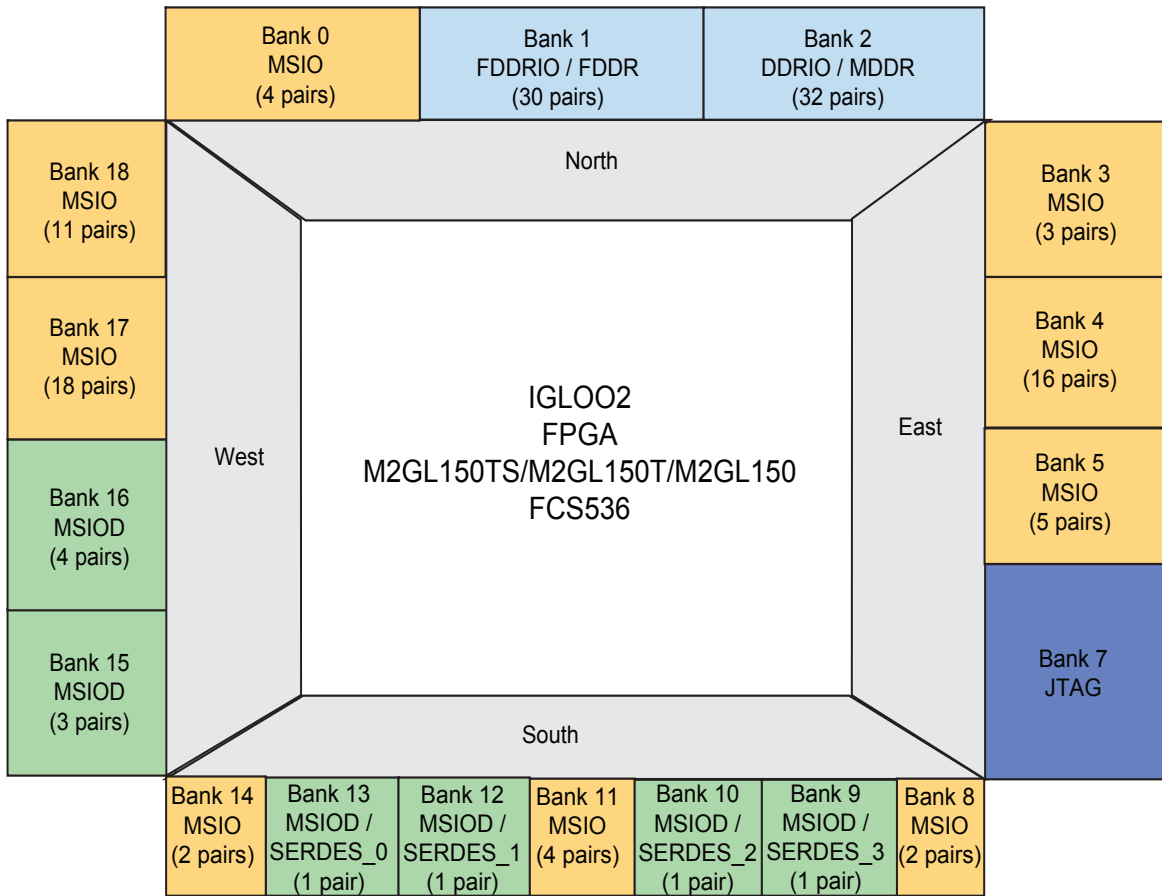 Bank 0
MSIO
(4 pairs)
Bank 1
FDDRIO / FDDR
(30 pairs)
Bank 2
DDRIO / MDDR
(32 pairs)
North
Bank 18
MSIO
(11 pairs)
Bank 17
MSIO
(18 pairs)
Bank 16
MSIOD
(4 pairs)
Bank 15
MSIOD
(3 pairs)
West
IGLOO2
FPGA
M2GL150TS/M2GL150T/M2GL150
FCS536
East
Bank 3
MSIO
(3 pairs)
Bank 4
MSIO
(16 pairs)
Bank 5
MSIO
(5 pairs)
Bank 7
JTAG
South
Bank 14
MSIO
(2 pairs)
Bank 13
MSIOD /
SERDES_0
(1 pair)
Bank 12
MSIOD /
SERDES_1
(1 pair)
Bank 11
MSIO
(4 pairs)
Bank 10
MSIOD /
SERDES_2
(1 pair)
Bank 9
MSIOD /
SERDES_3
(1 pair)
Bank 8
MSIO
(2 pairs)